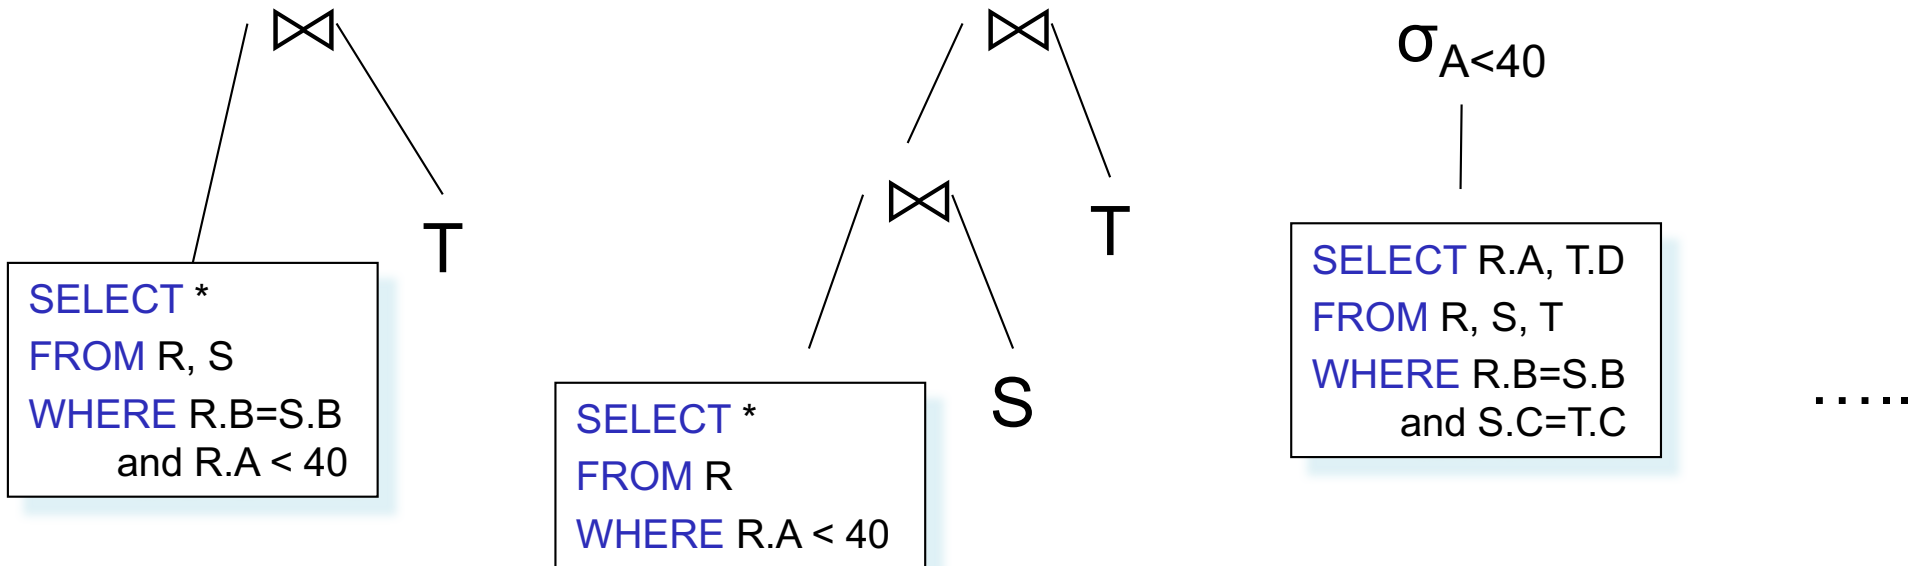 ⋈
T
SELECT *
FROM R, S
WHERE R.B=S.B
and R.A < 40
⋈
⋈
T
S
SELECT *
FROM R
WHERE R.A < 40
σA<40
SELECT R.A, T.D
FROM R, S, T
WHERE R.B=S.B
and S.C=T.C
.....